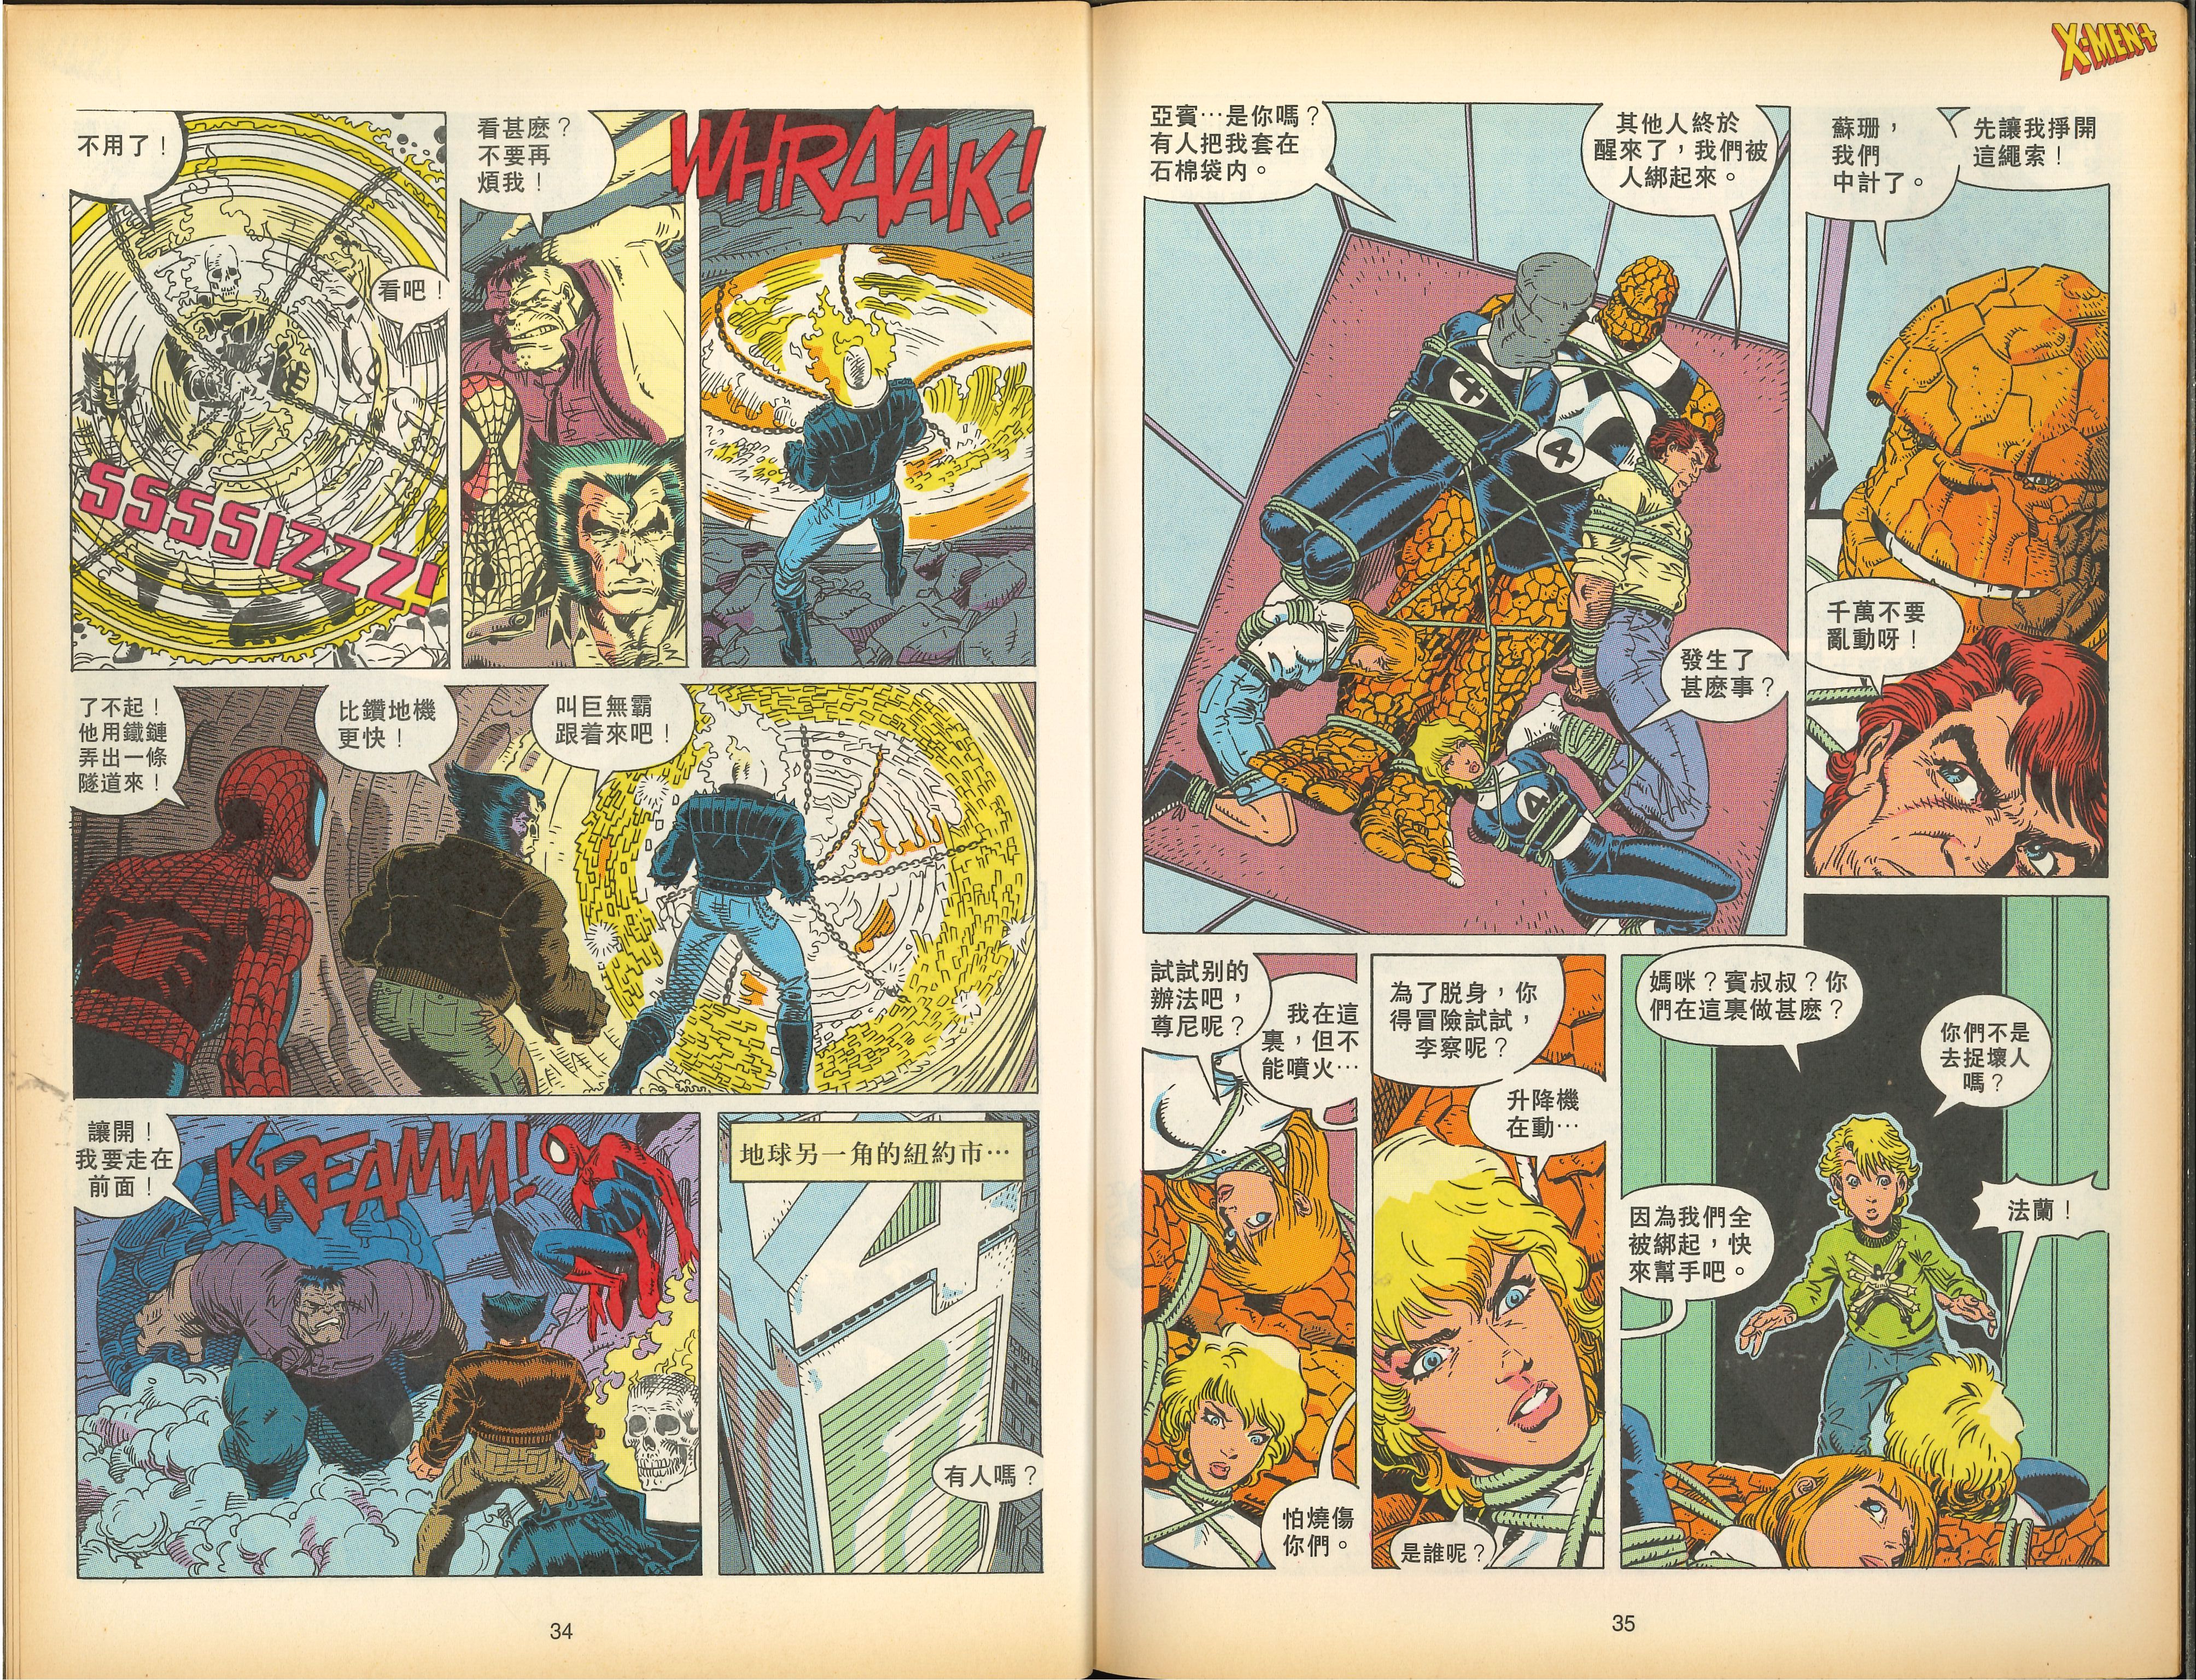 不用了！
看吧！
SSSSIZZZ!
看甚麽？
不要再
煩我！
WHRAAK!
了不起！
他用鐵鏈
弄出一條
隧道來！
比鑽地機
更快！
叫巨無霸
跟着來吧！
讓開！
我要走在
前面！
KREAMM!
地球另一角的紐約市…
有人嗎？
34
X-MEN+
亞賓…是你嗎？
有人把我套在
石棉袋内。
其他人終於
醒來了，我們被
人綁起來。
發生了
甚麽事？
蘇珊，
我們
中計了。
先讓我掙開
這繩索！
千萬不要
亂動呀！
試試别的
辦法吧，
尊尼呢？
我在這
裏，但不
能噴火…
怕燒傷
你們。
為了脱身，你
得冒險試試，
李察呢？
升降機
在動…
是誰呢？
媽咪？賓叔叔？你
們在這裏做甚麽？
你們不是
去捉壞人
嗎？
因為我們全
被綁起，快
來幫手吧。
法蘭！
35